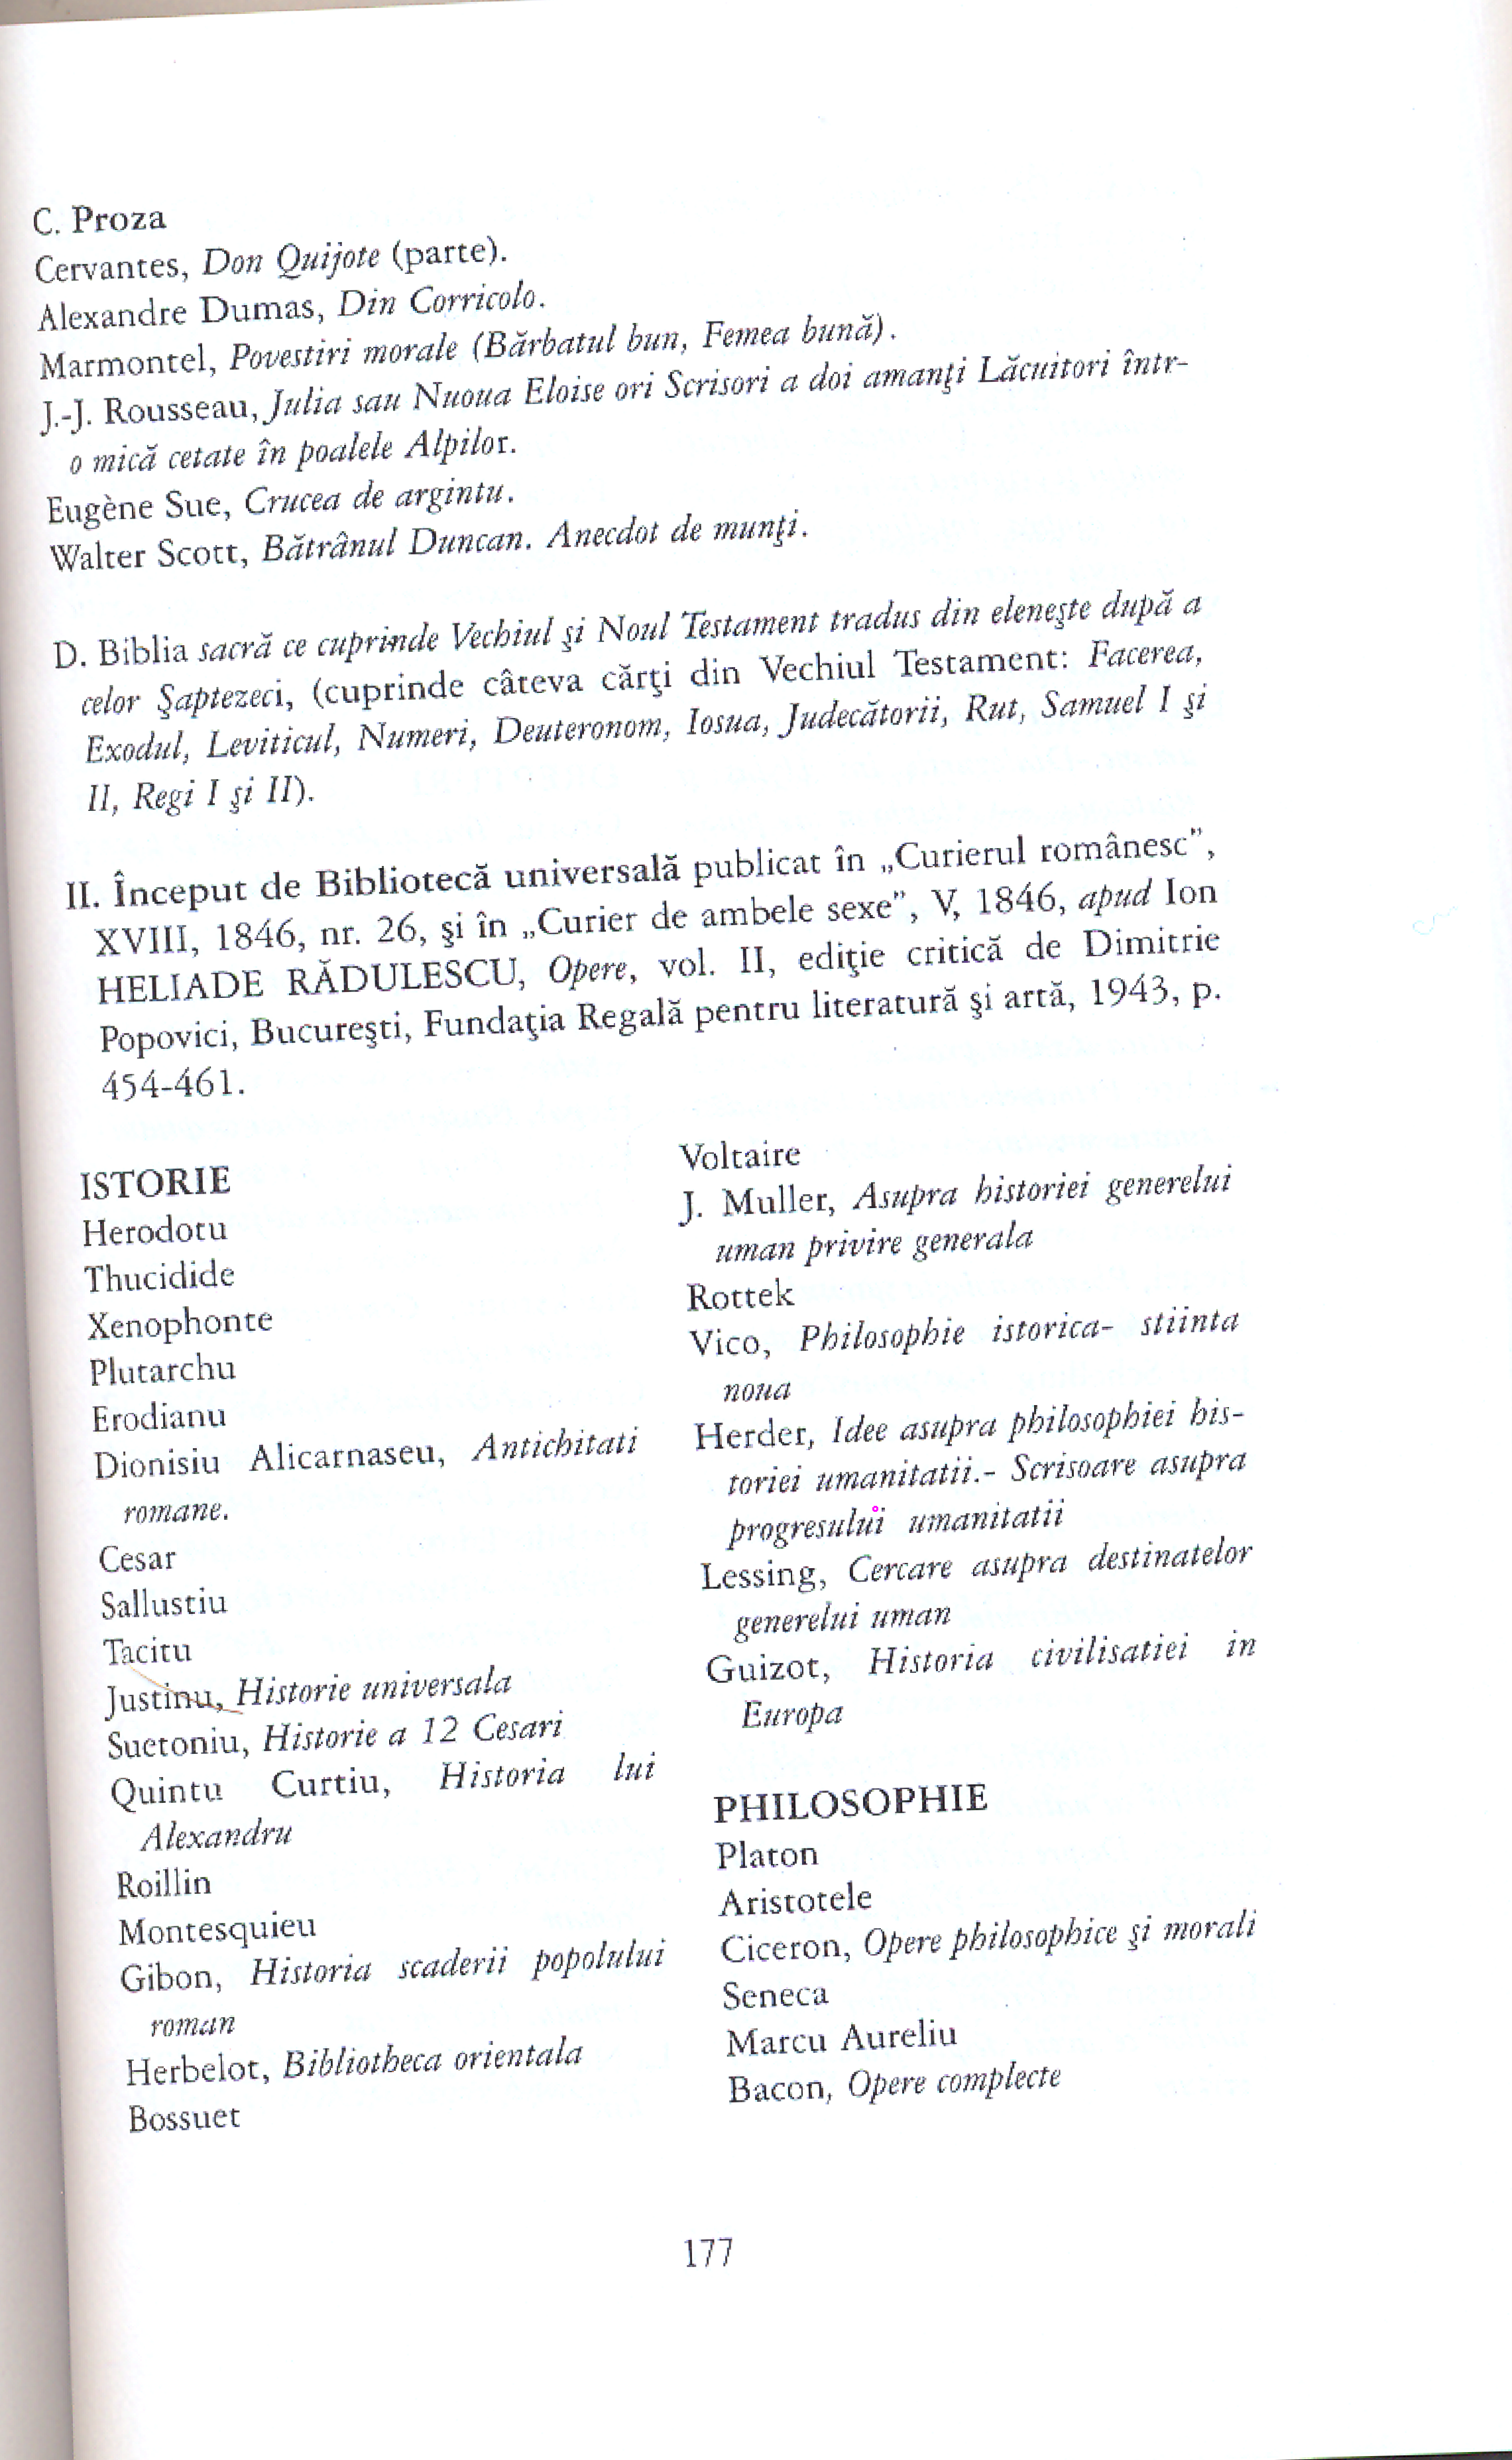 C. Proza
Cervantes, Don Quijote (parte).
Alexandre Dumas, Din Corricolo.
Marmontel, Povestiri morale (Bărbatul bun, Femea bună).
J.-J. Rousseau, Julia sau Nuoua Eloise ori Scrisori a doi amanţi Lăcuitori într-
o mică cetate în poalele Alpilor.
Eugène Sue, Crucea de argintu.
Walter Scott, Bătrânul Duncan. Anecdot de munţi.
D. Biblia sacră ce cuprinde Vechiul şi Noul Testament tradus din eleneşte după a
celor Şaptezeci, (cuprinde câteva cărţi din Vechiul Testament: Facerea,
Exodul, Leviticul, Numeri, Deuteronom, Iosua, Judecătorii, Rut, Samuel I şi
II, Regi I şi II).
II. Început de Bibliotecă universală publicat în „Curierul românesc”,
XVIII, 1846, nr. 26, şi în „Curier de ambele sexe”, V, 1846, apud Ion
HELIADE RĂDULESCU, Opere, vol. II, ediţie critică de Dimitrie
Popovici, Bucureşti, Fundaţia Regală pentru literatură şi artă, 1943, p.
454-461.
ISTORIE
Herodotu
Thucidide
Xenophonte
Plutarchu
Erodianu
Dionisiu Alicarnaseu, Antichitati
romane.
Cesar
Sallustiu
Tacitu
Justinu, Historie universala
Suetoniu, Historie a 12 Cesari
Quintu Curtiu, Historia lui
Alexandru
Roillin
Montesquieu
Gibon, Historia scaderii popolului
roman
Herbelot, Bibliotheca orientala
Bossuet
Voltaire
J. Muller, Asupra historiei generelui
uman privire generala
Rottek
Vico, Philosophie istorica- stiinta
noua
Herder, Idee asupra philosophiei his-
toriei umanitatii.- Scrisoare asupra
progresului umanitatii
Lessing, Cercare asupra destinatelor
generelui uman
Guizot, Historia civilisatiei in
Europa
PHILOSOPHIE
Platon
Aristotele
Ciceron, Opere philosophice şi morali
Seneca
Marcu Aureliu
Bacon, Opere complecte
177